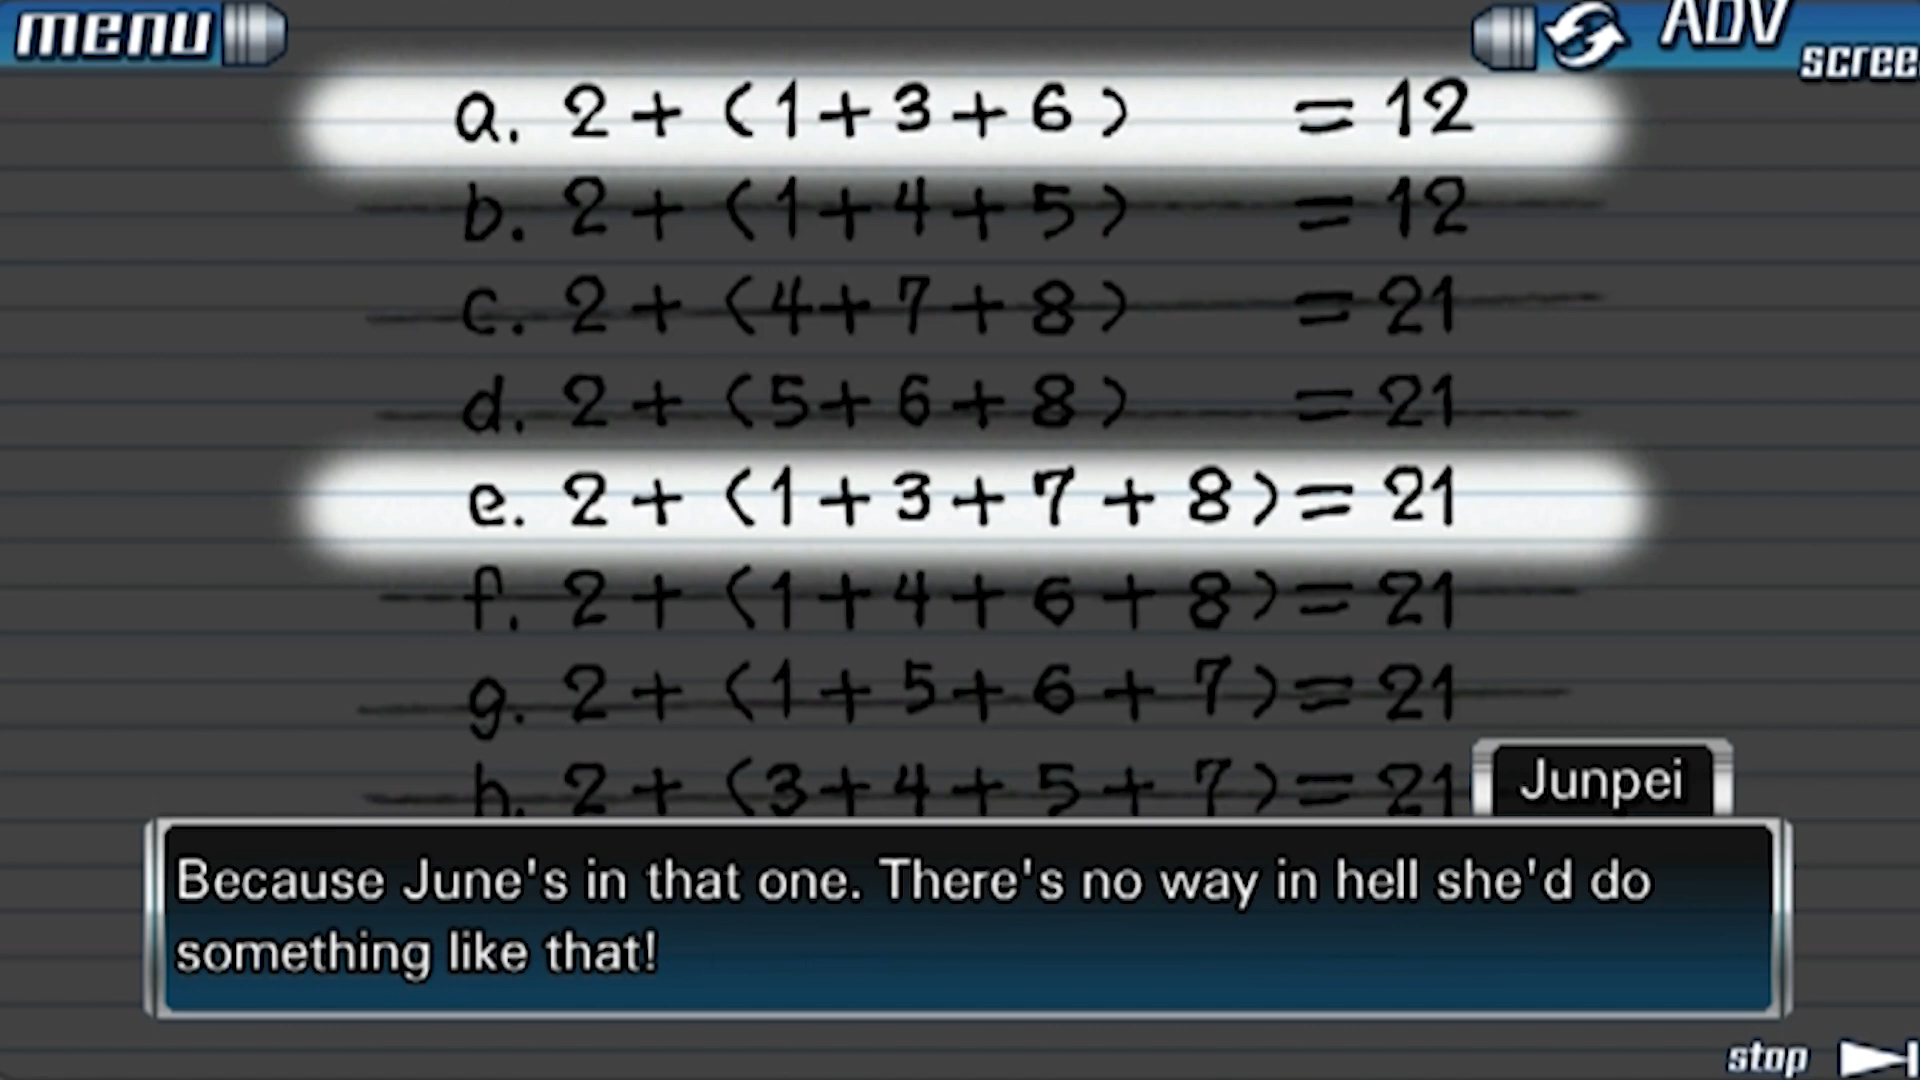 menu
ADV
scree
a. 2 + (1 + 3 + 6) = 12
b. 2 + (1 + 4 + 5) = 12
c. 2 + (4 + 7 + 8) = 21
d. 2 + (5 + 6 + 8) = 21
e. 2 + (1 + 3 + 7 + 8) = 21
f. 2 + (1 + 4 + 6 + 8) = 21
g. 2 + (1 + 5 + 6 + 7) = 21
h. 2 + (3 + 4 + 5 + 7) = 21
Junpei
Because June's in that one. There's no way in hell she'd do
something like that!
stop